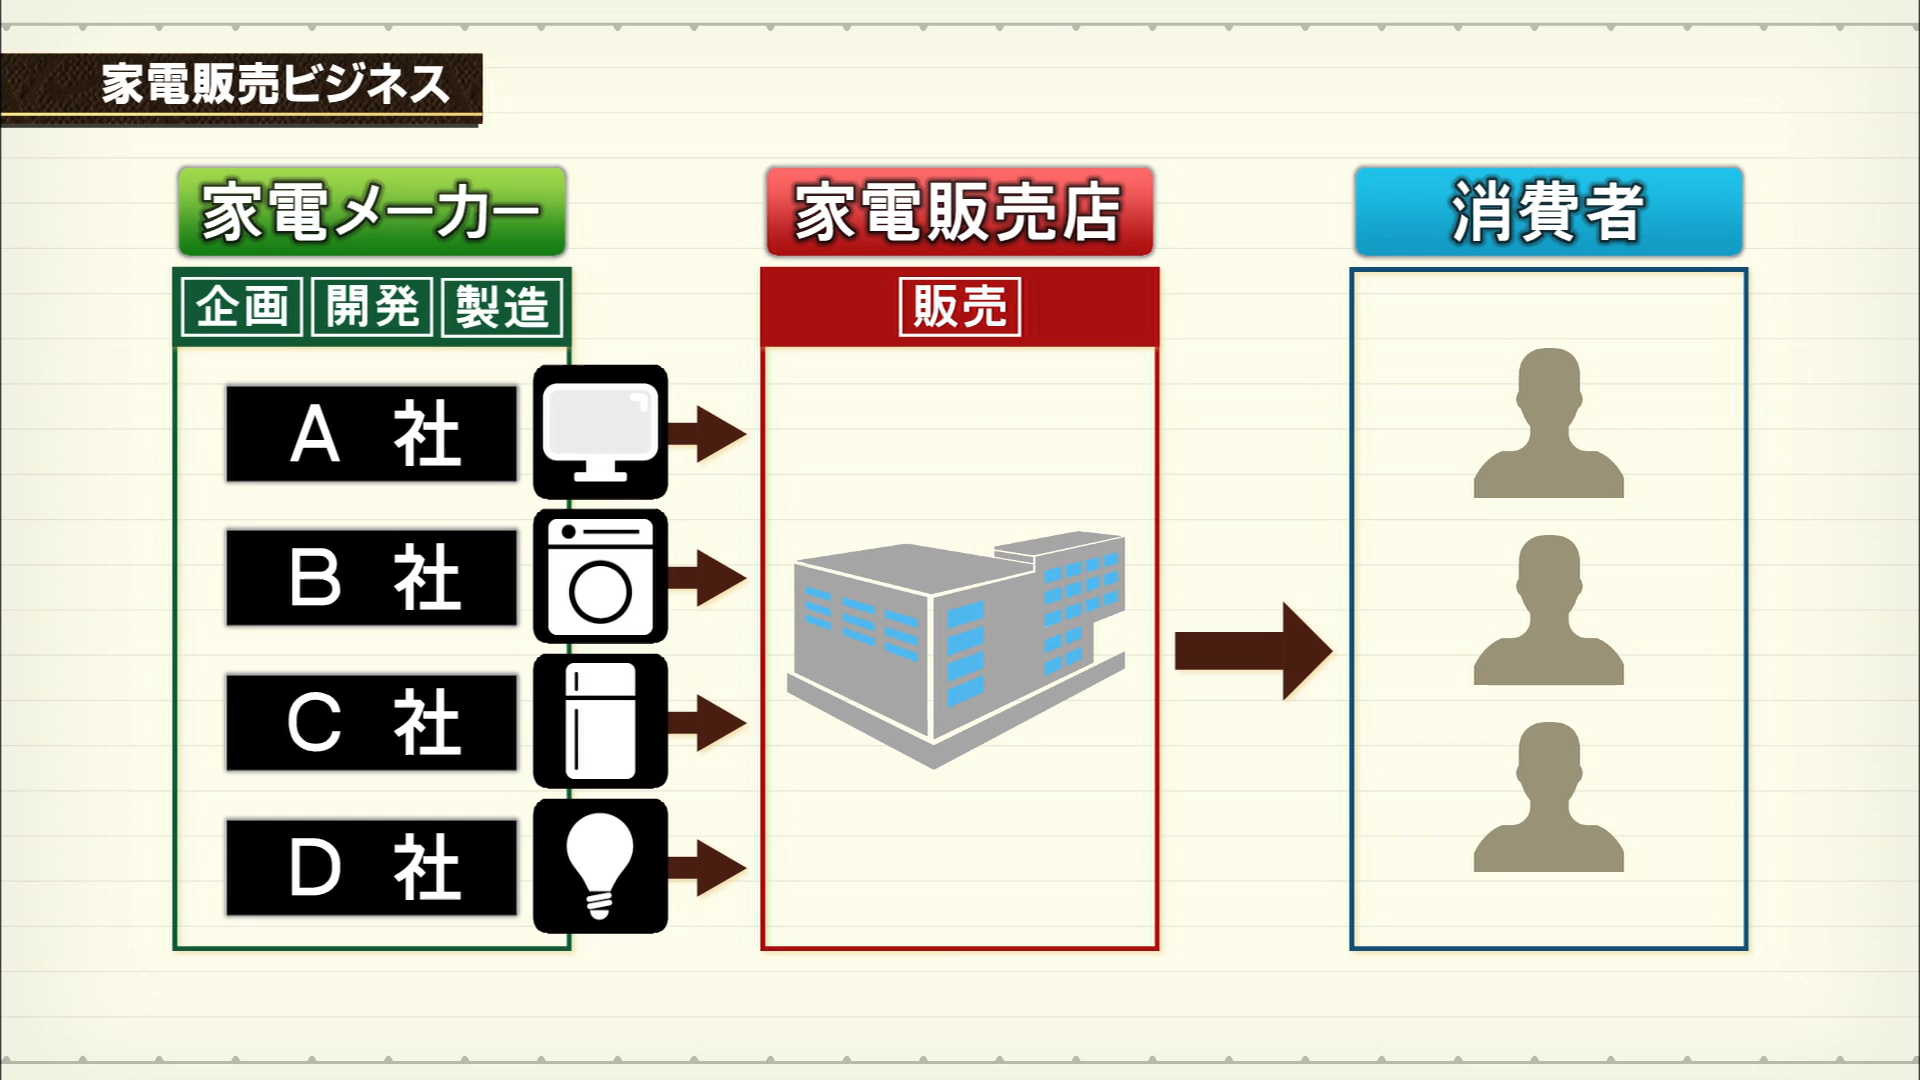 家電販売ビジネス
家電メーカー
企画 開発 製造
A 社
B 社
C 社
D 社
家電販売店
販売
消費者